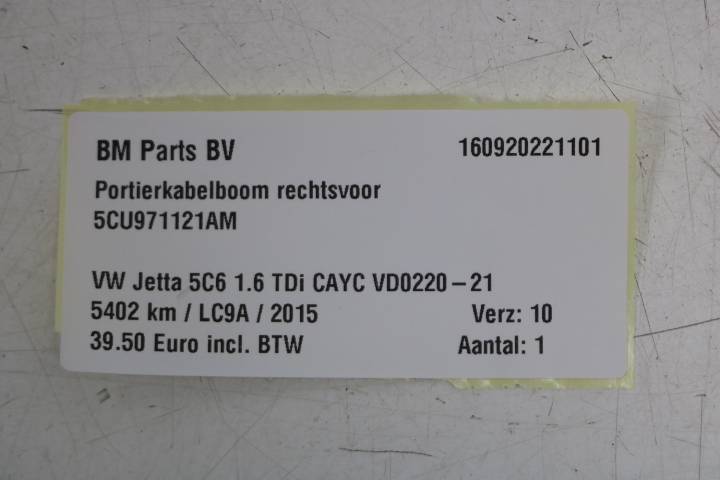 BM Parts BV 160920221101
Portierkabelboom rechtsvoor
5CU971121AM
VW Jetta 5C6 1.6 TDi CAYC VD0220-21
5402 km / LC9A / 2015 Verz: 10
39.50 Euro incl. BTW Aantal: 1